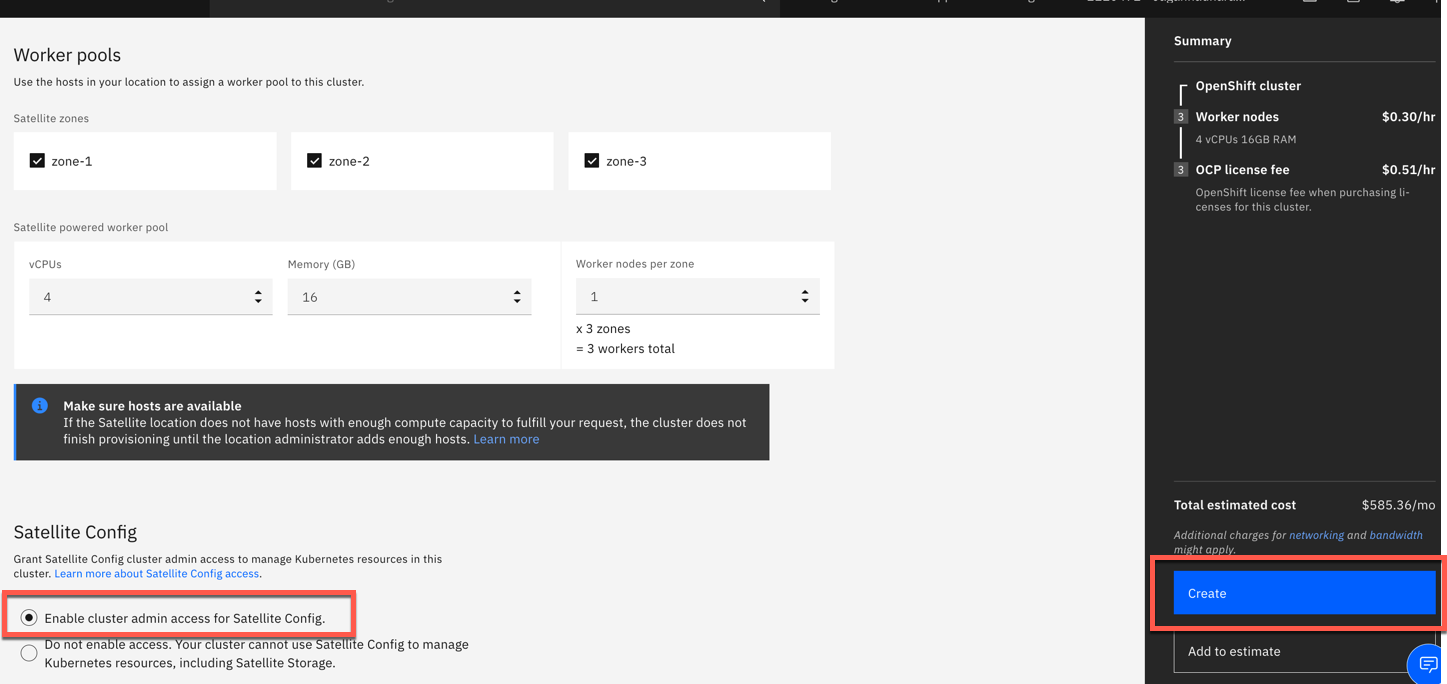 Worker pools
Use the hosts in your location to assign a worker pool to this cluster.
Satellite zones
zone-1
zone-2
zone-3
Satellite powered worker pool
vCPUs
4
Memory (GB)
16
Worker nodes per zone
1
x 3 zones
= 3 workers total
Make sure hosts are available
If the Satellite location does not have hosts with enough compute capacity to fulfill your request, the cluster does not
finish provisioning until the location administrator adds enough hosts. Learn more
Satellite Config
Grant Satellite Config cluster admin access to manage Kubernetes resources in this
cluster. Learn more about Satellite Config access.
Enable cluster admin access for Satellite Config.
Do not enable access. Your cluster cannot use Satellite Config to manage
Kubernetes resources, including Satellite Storage.
Summary
OpenShift cluster
3 Worker nodes $0.30/hr
4 vCPUs 16GB RAM
3 OCP license fee $0.51/hr
OpenShift license fee when purchasing li-
censes for this cluster.
Total estimated cost $585.36/mo
Additional charges for networking and bandwidth
might apply.
Create
Add to estimate